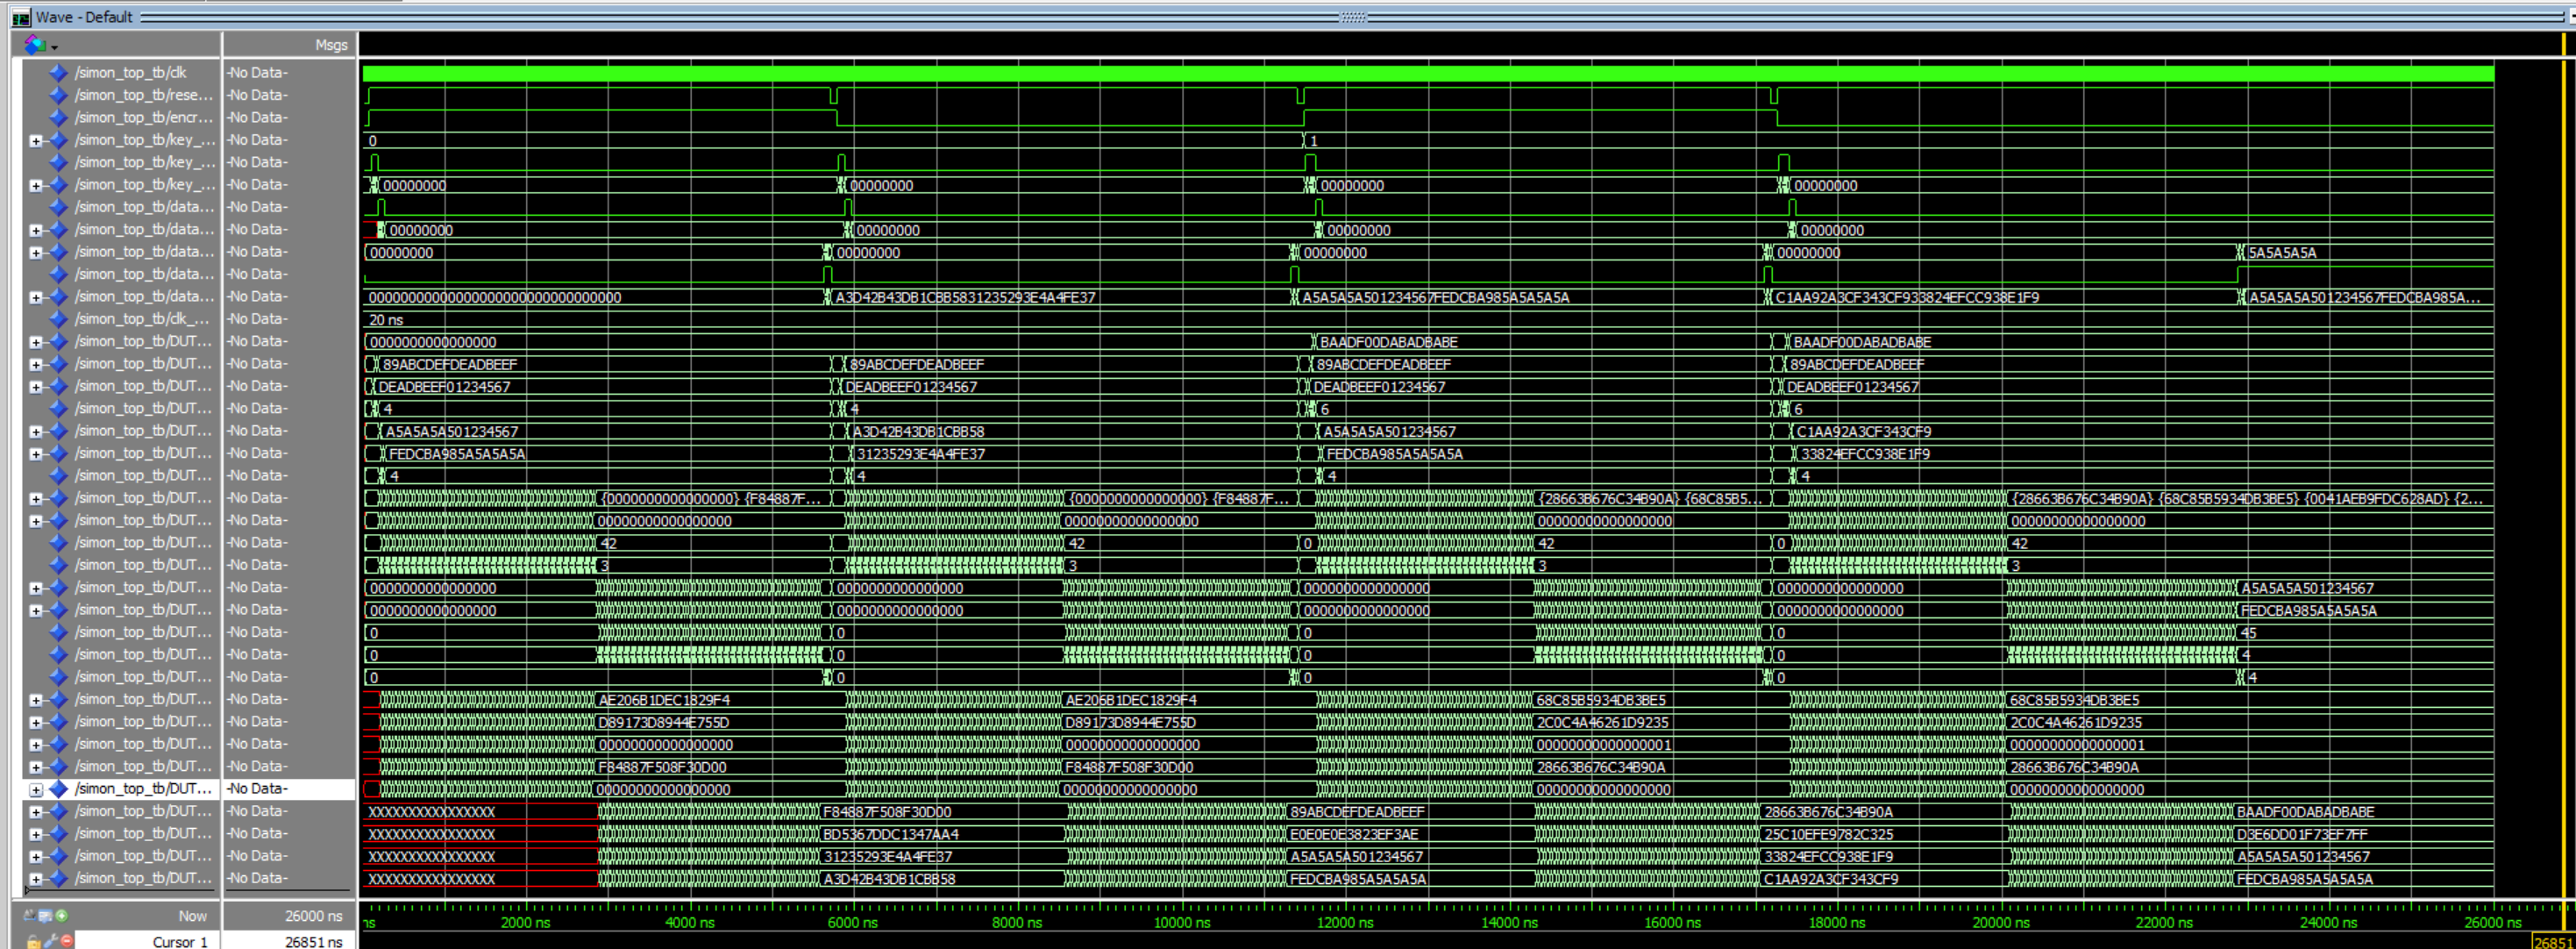 Wave - Default
Msgs
/simon_top_tb/clk -No Data-
/simon_top_tb/rese... -No Data-
/simon_top_tb/encr... -No Data-
/simon_top_tb/key_... -No Data- 0 1
/simon_top_tb/key_... -No Data-
/simon_top_tb/key_... -No Data- 00000000 00000000 00000000 00000000
/simon_top_tb/data... -No Data-
/simon_top_tb/data... -No Data- 00000000 00000000 00000000 00000000
/simon_top_tb/data... -No Data- 00000000 00000000 00000000 00000000 5A5A5A5A
/simon_top_tb/data... -No Data-
/simon_top_tb/data... -No Data- 00000000000000000000000000000000 A3D42B43DB1CBB5831235293E4A4FE37 A5A5A5A501234567FEDCBA985A5A5A5A C1AA92A3CF343CF933824EFCC938E1F9 A5A5A5A501234567FEDCBA985A...
/simon_top_tb/clk_... -No Data- 20 ns
/simon_top_tb/DUT... -No Data- 0000000000000000 BAADF00DABADBABE BAADF00DABADBABE
/simon_top_tb/DUT... -No Data- 89ABCDEFDEADBEEF 89ABCDEFDEADBEEF 89ABCDEFDEADBEEF 89ABCDEFDEADBEEF
/simon_top_tb/DUT... -No Data- DEADBEEF01234567 DEADBEEF01234567 DEADBEEF01234567 DEADBEEF01234567
/simon_top_tb/DUT... -No Data- 4 4 6 6
/simon_top_tb/DUT... -No Data- A5A5A5A501234567 A3D42B43DB1CBB58 A5A5A5A501234567 C1AA92A3CF343CF9
/simon_top_tb/DUT... -No Data- FEDCBA985A5A5A5A 31235293E4A4FE37 FEDCBA985A5A5A5A 33824EFCC938E1F9
/simon_top_tb/DUT... -No Data- 4 4 4 4
/simon_top_tb/DUT... -No Data- {0000000000000000} {F84887F... {0000000000000000} {F84887F... {28663B676C34B90A} {68C85B5... {28663B676C34B90A} {68C85B5934DB3BE5} {0041AEB9FDC628AD} {2...
/simon_top_tb/DUT... -No Data- 0000000000000000 0000000000000000 0000000000000000 0000000000000000
/simon_top_tb/DUT... -No Data- 42 42 0 42 0 42
/simon_top_tb/DUT... -No Data- 3 3 3 3
/simon_top_tb/DUT... -No Data- 0000000000000000 0000000000000000 0000000000000000 0000000000000000 A5A5A5A501234567
/simon_top_tb/DUT... -No Data- 0000000000000000 0000000000000000 0000000000000000 0000000000000000 FEDCBA985A5A5A5A
/simon_top_tb/DUT... -No Data- 0 0 0 0 45
/simon_top_tb/DUT... -No Data- 0 0 0 0 4
/simon_top_tb/DUT... -No Data- 0 0 0 0 4
/simon_top_tb/DUT... -No Data- AE206B1DEC1829F4 AE206B1DEC1829F4 68C85B5934DB3BE5 68C85B5934DB3BE5
/simon_top_tb/DUT... -No Data- D89173D8944E755D D89173D8944E755D 2C0C4A46261D9235 2C0C4A46261D9235
/simon_top_tb/DUT... -No Data- 0000000000000000 0000000000000000 0000000000000001 0000000000000001
/simon_top_tb/DUT... -No Data- F84887F508F30D00 F84887F508F30D00 28663B676C34B90A 28663B676C34B90A
/simon_top_tb/DUT... -No Data- 0000000000000000 0000000000000000 0000000000000000 0000000000000000
/simon_top_tb/DUT... -No Data- XXXXXXXXXXXXXXXX F84887F508F30D00 89ABCDEFDEADBEEF 28663B676C34B90A BAADF00DABADBABE
/simon_top_tb/DUT... -No Data- XXXXXXXXXXXXXXXX BD5367DDC1347AA4 E0E0E0E3823EF3AE 25C10EFE9782C325 D3E6DD01F73EF7FF
/simon_top_tb/DUT... -No Data- XXXXXXXXXXXXXXXX 31235293E4A4FE37 A5A5A5A501234567 33824EFCC938E1F9 A5A5A5A501234567
/simon_top_tb/DUT... -No Data- XXXXXXXXXXXXXXXX A3D42B43DB1CBB58 FEDCBA985A5A5A5A C1AA92A3CF343CF9 FEDCBA985A5A5A5A
Now 26000 ns ns 2000 ns 4000 ns 6000 ns 8000 ns 10000 ns 12000 ns 14000 ns 16000 ns 18000 ns 20000 ns 22000 ns 24000 ns 26000 ns
Cursor 1 26851 ns 26851